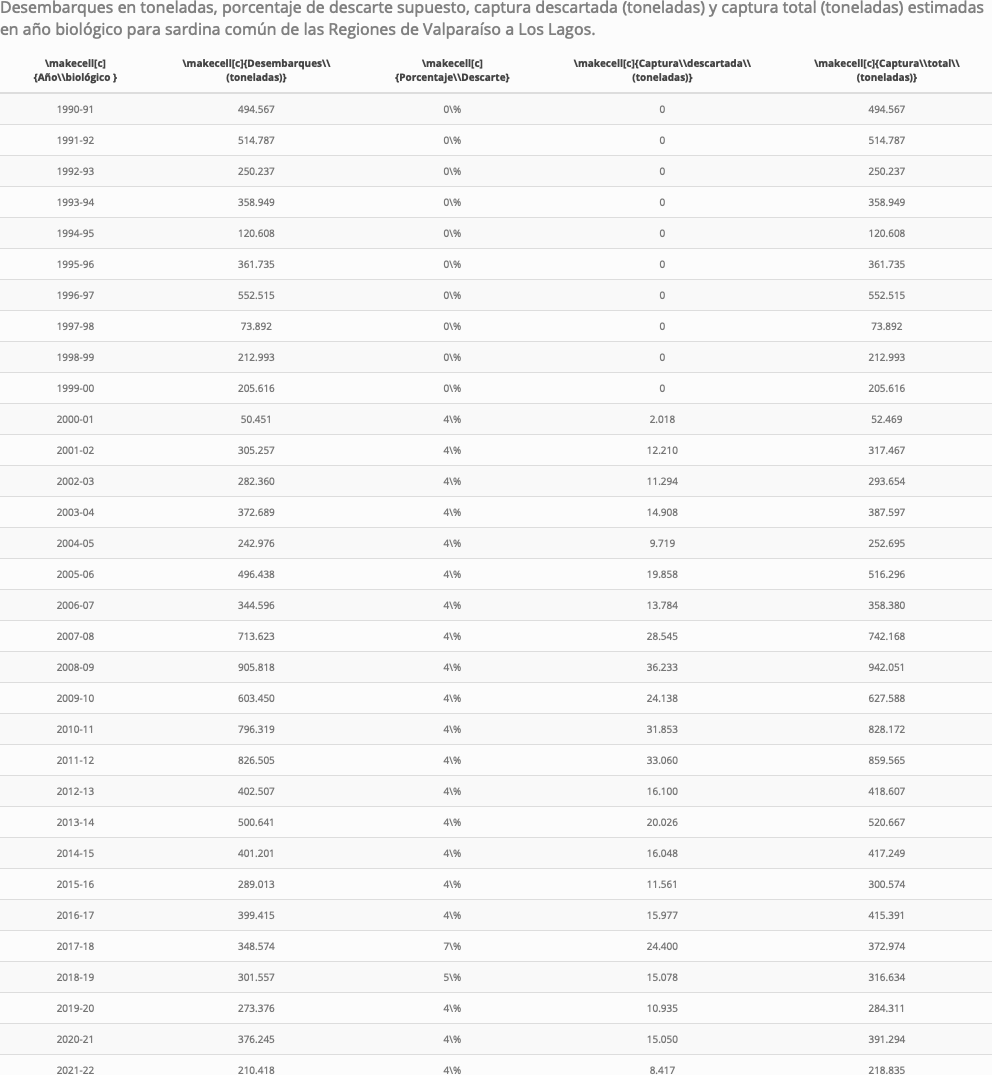 Desembarques en toneladas, porcentaje de descarte supuesto, captura descartada (toneladas) y captura total (toneladas) estimadas
en año biológico para sardina común de las Regiones de Valparaíso a Los Lagos.
\makecell[c] \makecell[c]{Desembarques\\ \makecell[c] \makecell[c]{Captura\\descartada\\ \makecell[c]{Captura\\total\\
{Año\\biológico } (toneladas)} {Porcentaje\\Descarte} (toneladas)} (toneladas)}
1990-91 494.567 0\% 0 494.567
1991-92 514.787 0\% 0 514.787
1992-93 250.237 0\% 0 250.237
1993-94 358.949 0\% 0 358.949
1994-95 120.608 0\% 0 120.608
1995-96 361.735 0\% 0 361.735
1996-97 552.515 0\% 0 552.515
1997-98 73.892 0\% 0 73.892
1998-99 212.993 0\% 0 212.993
1999-00 205.616 0\% 0 205.616
2000-01 50.451 4\% 2.018 52.469
2001-02 305.257 4\% 12.210 317.467
2002-03 282.360 4\% 11.294 293.654
2003-04 372.689 4\% 14.908 387.597
2004-05 242.976 4\% 9.719 252.695
2005-06 496.438 4\% 19.858 516.296
2006-07 344.596 4\% 13.784 358.380
2007-08 713.623 4\% 28.545 742.168
2008-09 905.818 4\% 36.233 942.051
2009-10 603.450 4\% 24.138 627.588
2010-11 796.319 4\% 31.853 828.172
2011-12 826.505 4\% 33.060 859.565
2012-13 402.507 4\% 16.100 418.607
2013-14 500.641 4\% 20.026 520.667
2014-15 401.201 4\% 16.048 417.249
2015-16 289.013 4\% 11.561 300.574
2016-17 399.415 4\% 15.977 415.391
2017-18 348.574 7\% 24.400 372.974
2018-19 301.557 5\% 15.078 316.634
2019-20 273.376 4\% 10.935 284.311
2020-21 376.245 4\% 15.050 391.294
2021-22 210.418 4\% 8.417 218.835